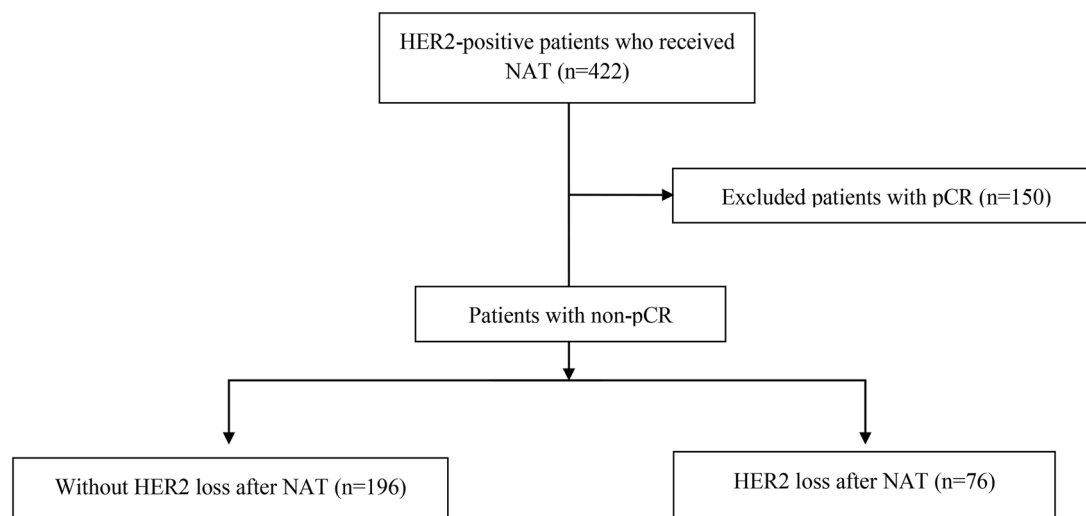 HER2-positive patients who received
NAT (n=422)
Excluded patients with pCR (n=150)
Patients with non-pCR
Without HER2 loss after NAT (n=196)
HER2 loss after NAT (n=76)